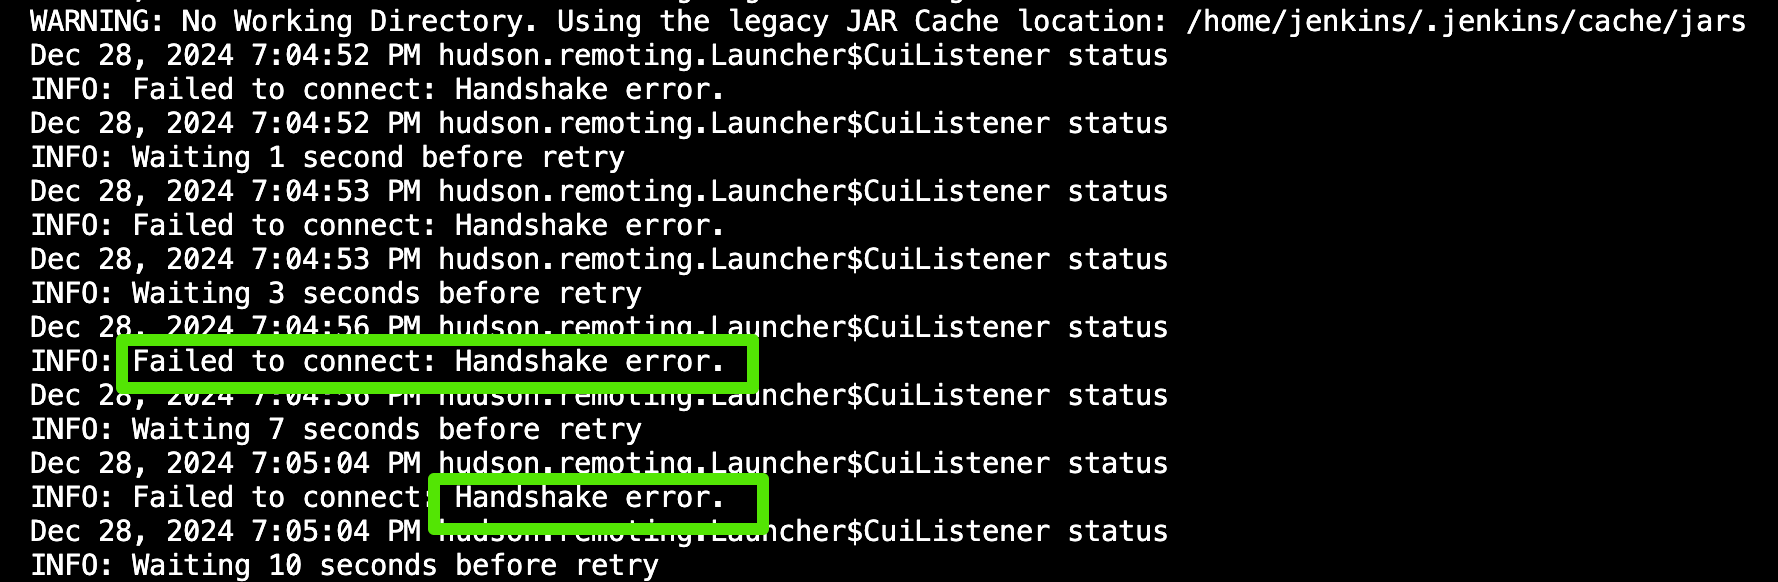 WARNING: No Working Directory. Using the legacy JAR Cache location: /home/jenkins/.jenkins/cache/jars
Dec 28, 2024 7:04:52 PM hudson.remoting.Launcher$CuiListener status
INFO: Failed to connect: Handshake error.
Dec 28, 2024 7:04:52 PM hudson.remoting.Launcher$CuiListener status
INFO: Waiting 1 second before retry
Dec 28, 2024 7:04:53 PM hudson.remoting.Launcher$CuiListener status
INFO: Failed to connect: Handshake error.
Dec 28, 2024 7:04:53 PM hudson.remoting.Launcher$CuiListener status
INFO: Waiting 3 seconds before retry
Dec 28, 2024 7:04:56 PM hudson.remoting.Launcher$CuiListener status
INFO: Failed to connect: Handshake error.
Dec 28, 2024 7:04:56 PM hudson.remoting.Launcher$CuiListener status
INFO: Waiting 7 seconds before retry
Dec 28, 2024 7:05:04 PM hudson.remoting.Launcher$CuiListener status
INFO: Failed to connect: Handshake error.
Dec 28, 2024 7:05:04 PM hudson.remoting.Launcher$CuiListener status
INFO: Waiting 10 seconds before retry